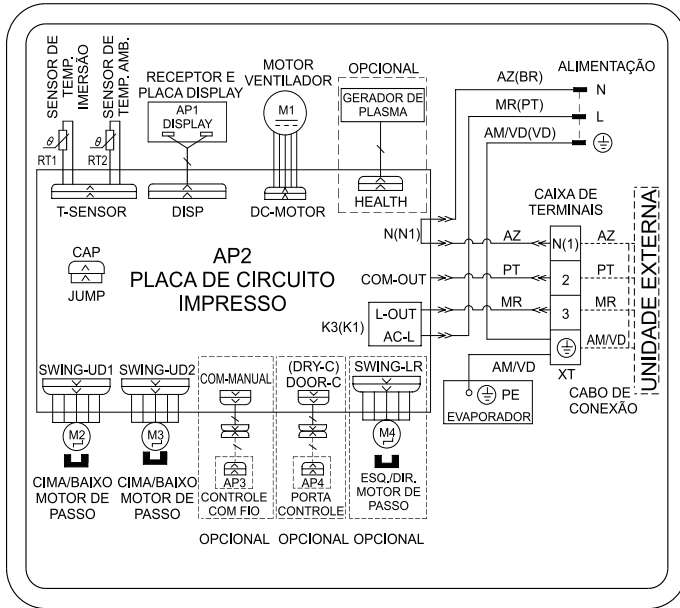 SENSOR DE
TEMP.
IMERSÃO
SENSOR DE
TEMP. AMB.
θ
RT1
θ
RT2
RECEPTOR E
PLACA DISPLAY
AP1
DISPLAY
MOTOR
VENTILADOR
M1
OPCIONAL
GERADOR DE
PLASMA
T-SENSOR
DISP
DC-MOTOR
HEALTH
AZ(BR)
MR(PT)
AM/VD(VD)
ALIMENTAÇÃO
N
L
CAP
JUMP
AP2
PLACA DE CIRCUITO
IMPRESSO
N(N1)
COM-OUT
K3(K1)
L-OUT
AC-L
AZ
PT
MR
CAIXA DE
TERMINAIS
N(1)
2
3
XT
AZ
PT
MR
AM/VD
UNIDADE EXTERNA
CABO DE
CONEXÃO
AM/VD
PE
EVAPORADOR
SWING-UD1
M2
CIMA/BAIXO
MOTOR DE
PASSO
SWING-UD2
M3
CIMA/BAIXO
MOTOR DE
PASSO
COM-MANUAL
AP3
CONTROLE
COM FIO
OPCIONAL
(DRY-C)
DOOR-C
AP4
PORTA
CONTROLE
OPCIONAL
SWING-LR
M4
ESQ./DIR.
MOTOR DE
PASSO
OPCIONAL